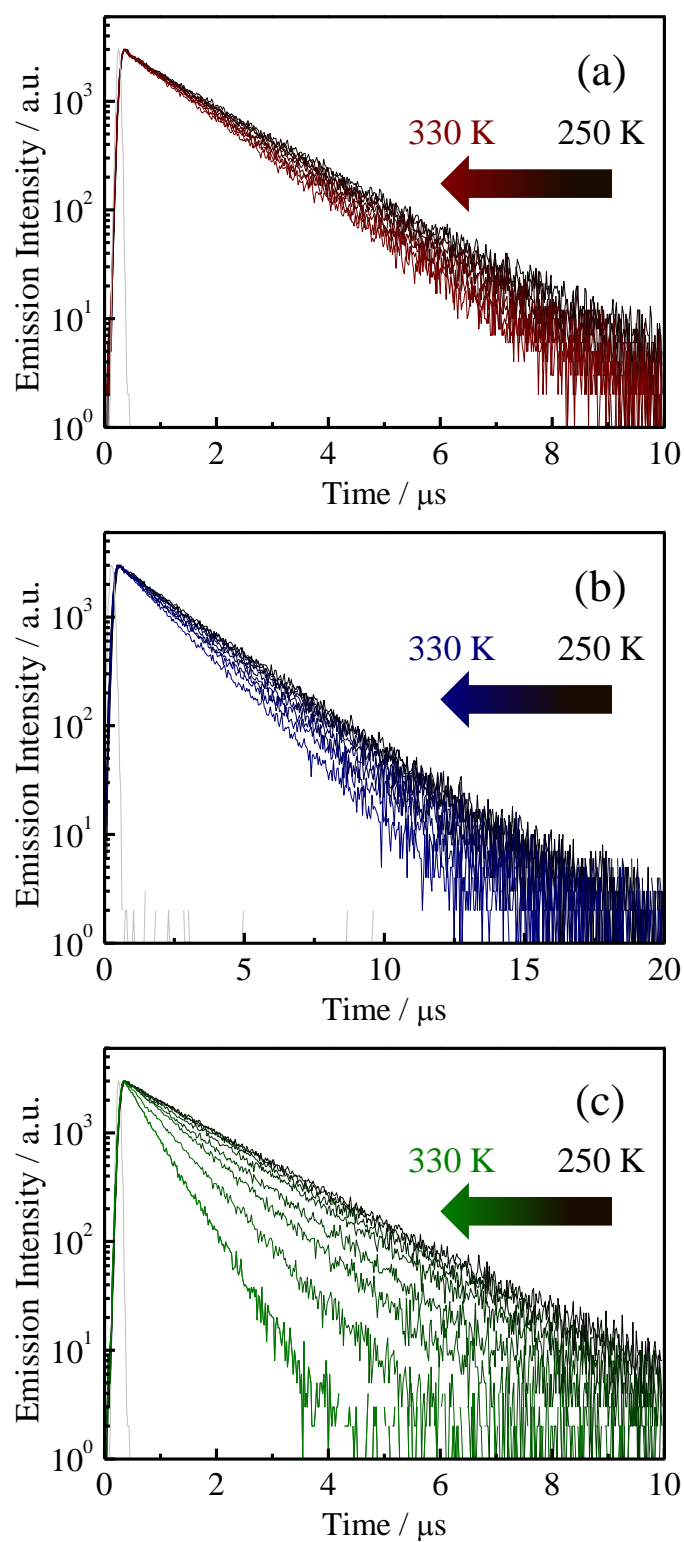 (a)
330 K 250 K
Emission Intensity / a.u.
10³
10²
10¹
10⁰
0 2 4 6 8 10
Time / μs
(b)
330 K 250 K
Emission Intensity / a.u.
10³
10²
10¹
10⁰
0 5 10 15 20
Time / μs
(c)
330 K 250 K
Emission Intensity / a.u.
10³
10²
10¹
10⁰
0 2 4 6 8 10
Time / μs